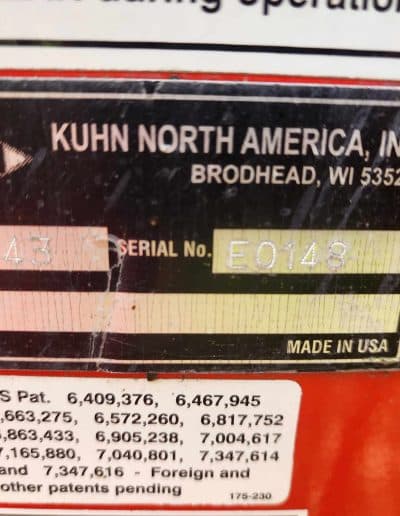 during operation
KUHN NORTH AMERICA, IN
BRODHEAD, WI 5352
43 SERIAL No. E0148
MADE IN USA
S Pat. 6,409,376, 6,467,945
,663,275, 6,572,260, 6,817,752
,863,433, 6,905,238, 7,004,617
7,165,880, 7,040,801, 7,347,614
and 7,347,616 - Foreign and
other patents pending
175-230